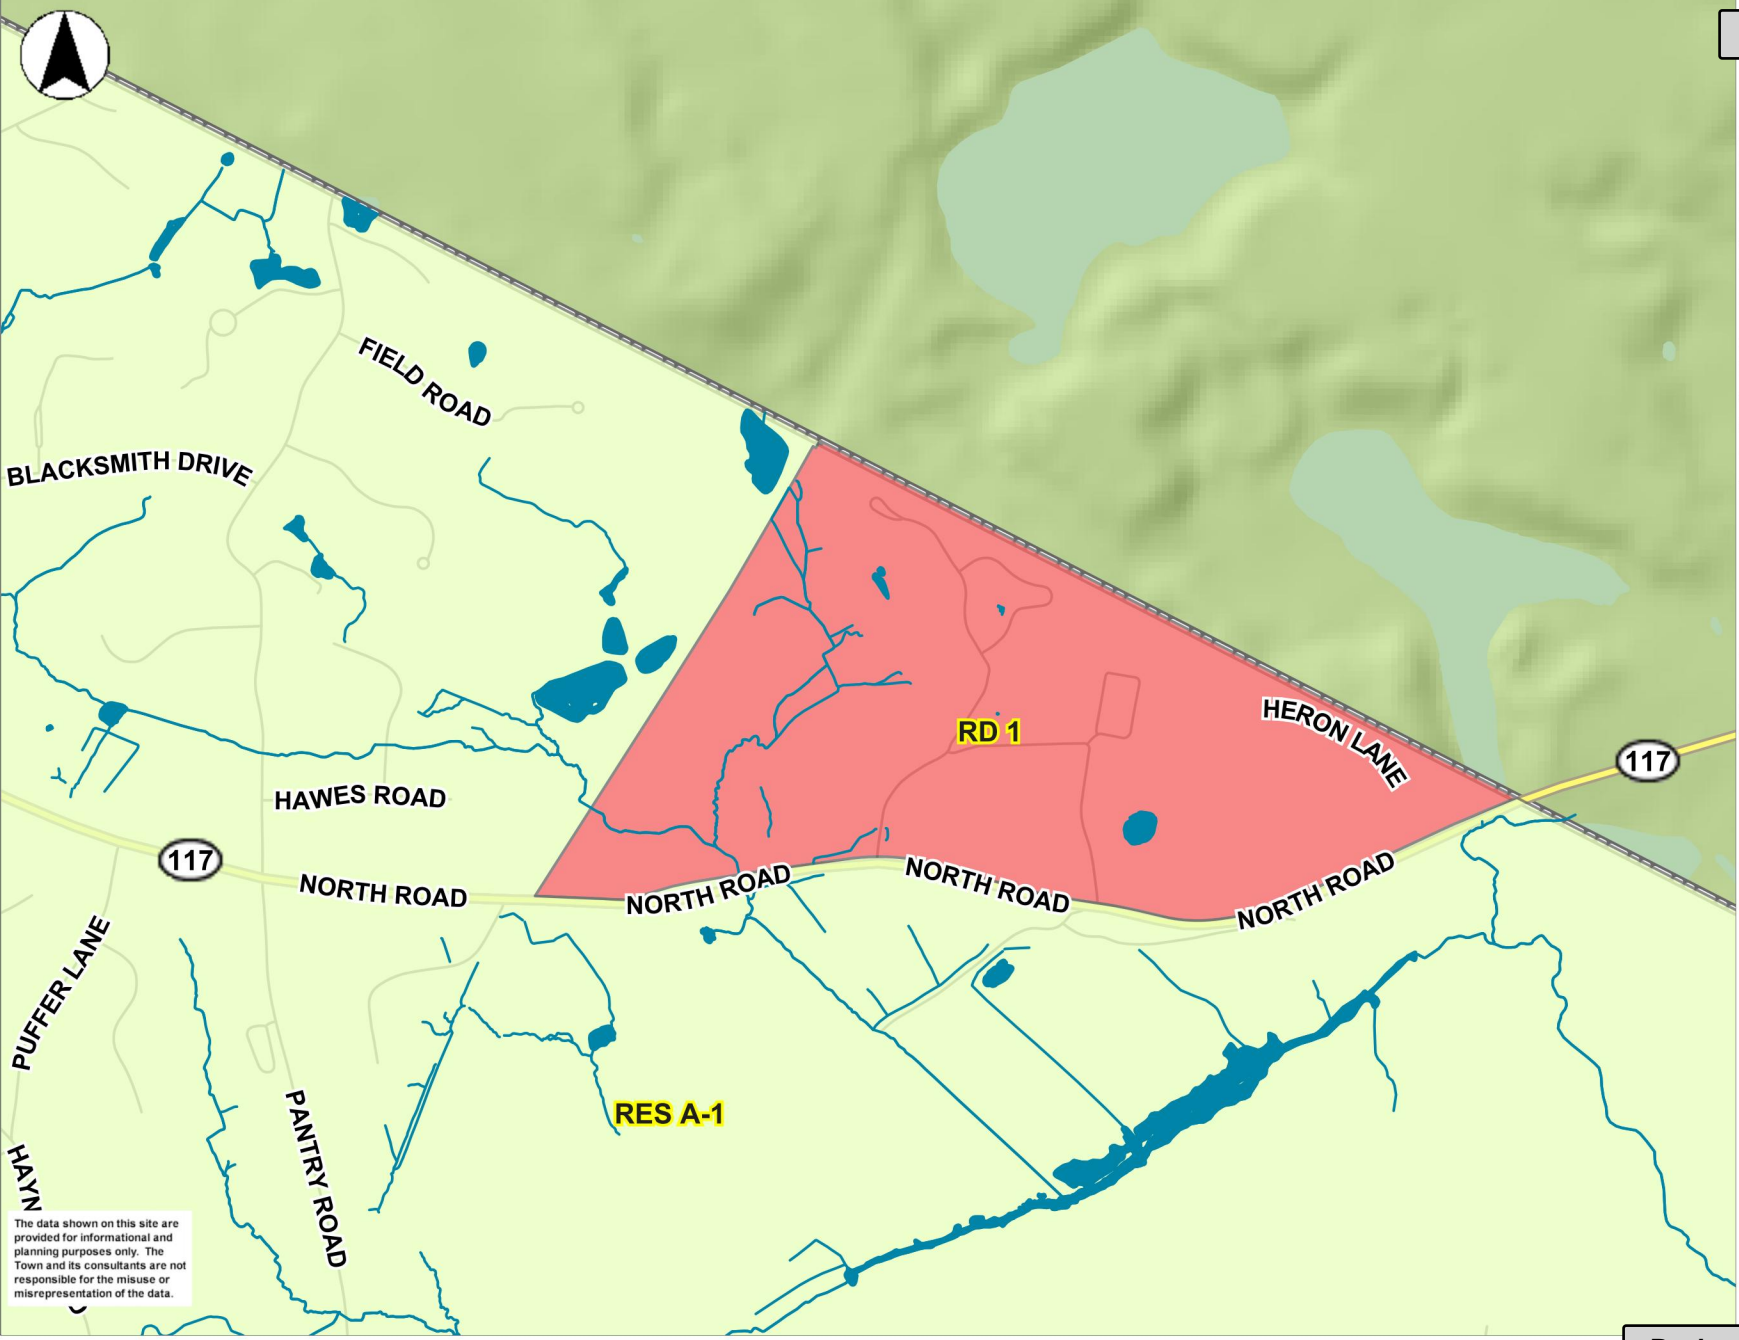 FIELD ROAD
BLACKSMITH DRIVE
HERON LANE
RD 1
117
HAWES ROAD
117
NORTH ROAD
NORTH ROAD
NORTH ROAD
NORTH ROAD
PUFFER LANE
RES A-1
PANTRY ROAD
HAYN
The data shown on this site are
provided for informational and
planning purposes only. The
Town and its consultants are not
responsible for the misuse or
misrepresentation of the data.